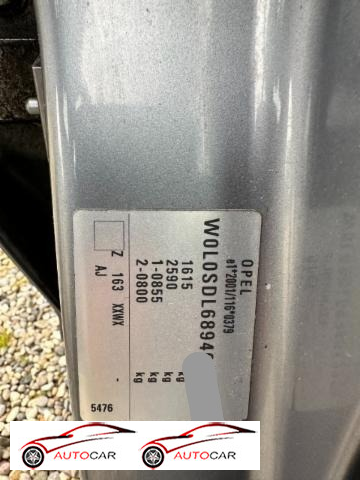 OPEL
e1*2001/116*0379
W0L0SDL6894
1615 kg
2590 kg
1-0855 kg
2-0800 kg
Z 163 XXWX -
AJ
5476
AUTOCAR
AUTOCAR